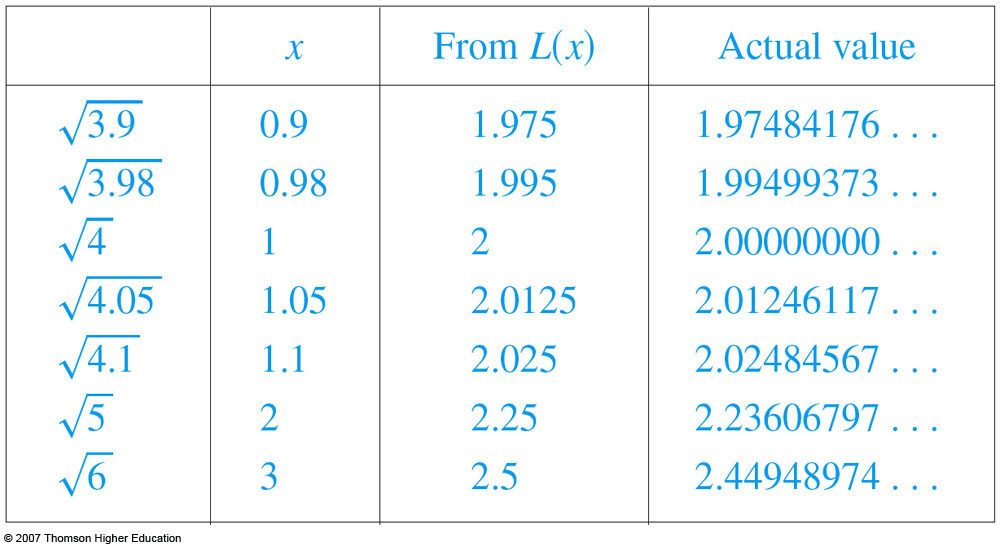 x From L(x) Actual value
√3.9 0.9 1.975 1.97484176 . . .
√3.98 0.98 1.995 1.99499373 . . .
√4 1 2 2.00000000 . . .
√4.05 1.05 2.0125 2.01246117 . . .
√4.1 1.1 2.025 2.02484567 . . .
√5 2 2.25 2.23606797 . . .
√6 3 2.5 2.44948974 . . .
© 2007 Thomson Higher Education